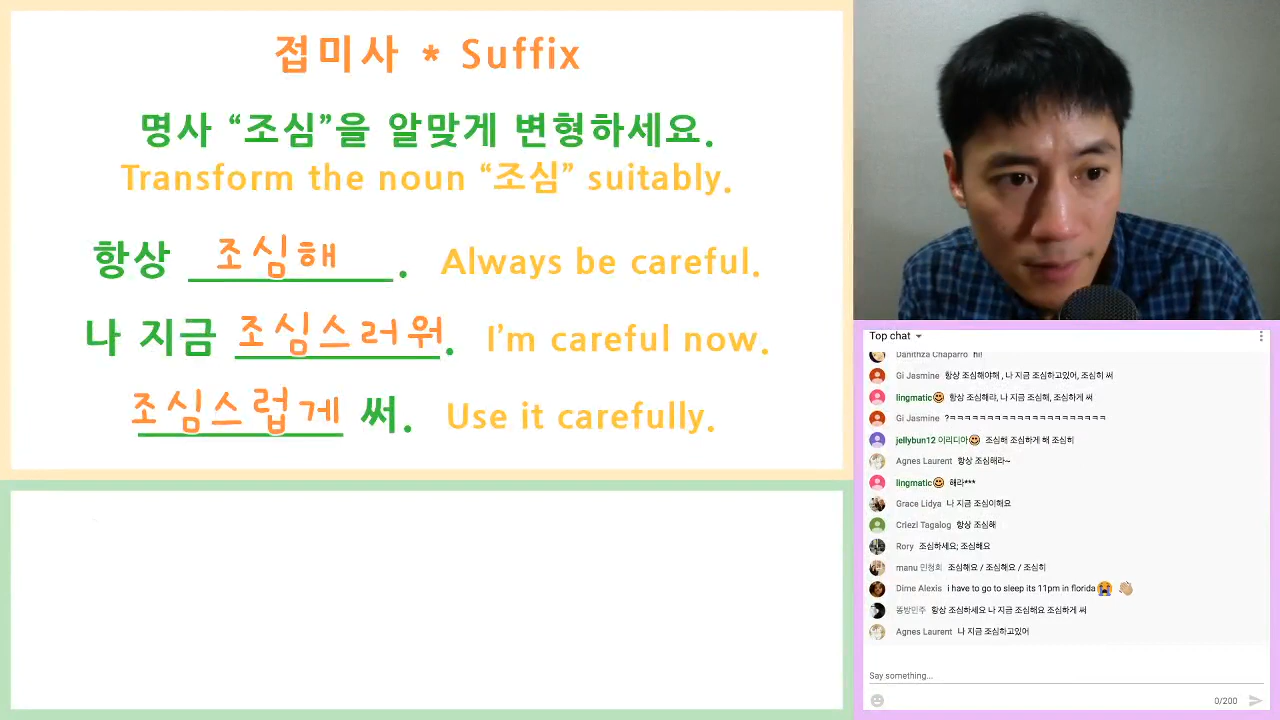 접미사 * Suffix
명사 “조심”을 알맞게 변형하세요.
Transform the noun “조심” suitably.
항상 조심해. Always be careful.
나 지금 조심스러워. I’m careful now.
조심스럽게 써. Use it carefully.
Top chat
Danithza Chaparro hi!
Gi Jasmine 항상 조심해야해 , 나 지금 조심하고있어, 조심히 써
lingmatic 항상 조심해랴, 나 지금 조심해, 조심하게 써
Gi Jasmine ?ㅋㅋㅋㅋㅋㅋㅋㅋㅋㅋㅋㅋㅋㅋㅋㅋㅋㅋㅋㅋㅋ
jellybun12 이리디아 조심해 조심하게 해 조심히
Agnes Laurent 항상 조심해라~
lingmatic 해라***
Grace Lidya 나 지금 조심이해요
Criezl Tagalog 항상 조심해
Rory 조심하세요; 조심해요
manu 민정희 조심해요 / 조심해요 / 조심히
Dime Alexis i have to go to sleep its 11pm in florida
똥방민주 항상 조심하세요 나 지금 조심해요 조심하게 써
Agnes Laurent 나 지금 조심하고있어
Say something...
0/200